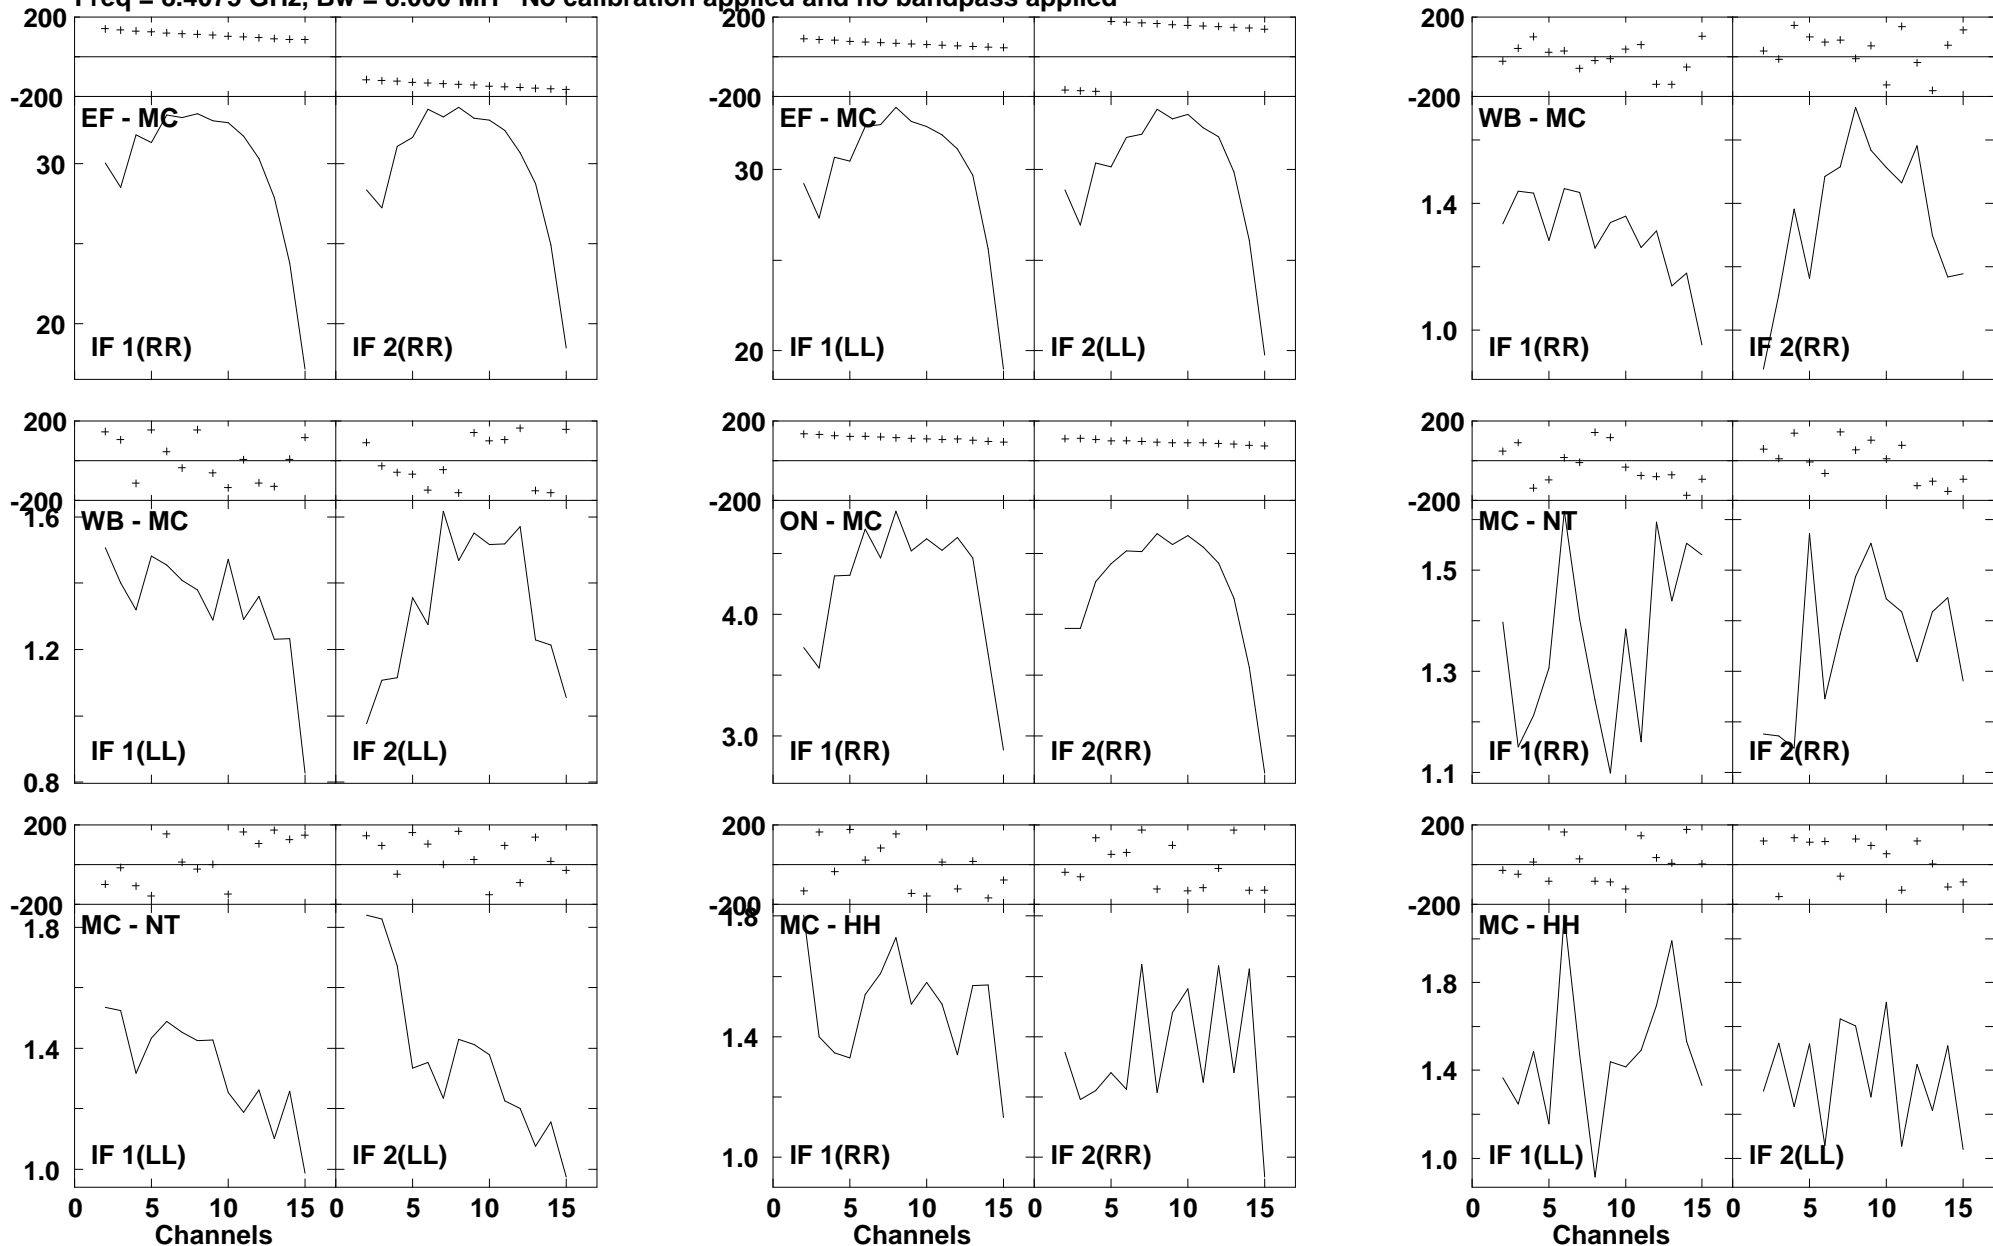 Freq = 8.4075 GHz, Bw = 8.000 MH No calibration applied and no bandpass applied
200 200 200
-200 -200 -200
EF - MC EF - MC WB - MC
30 30 1.4
20 20 1.0
IF 1(RR) IF 2(RR) IF 1(LL) IF 2(LL) IF 1(RR) IF 2(RR)
200 200 200
-200 -200 -200
WB - MC ON - MC MC - NT
1.6 4.0 1.5
1.2 3.0 1.3
0.8 1.1
IF 1(LL) IF 2(LL) IF 1(RR) IF 2(RR) IF 1(RR) IF 2(RR)
200 200 200
-200 -200 -200
MC - NT MC - HH MC - HH
1.8 1.8 1.8
1.4 1.4 1.4
1.0 1.0 1.0
IF 1(LL) IF 2(LL) IF 1(RR) IF 2(RR) IF 1(LL) IF 2(LL)
0 5 10 15 0 5 10 15 0 5 10 15 0 5 10 15 0 5 10 15 0 5 10 15
Channels Channels Channels